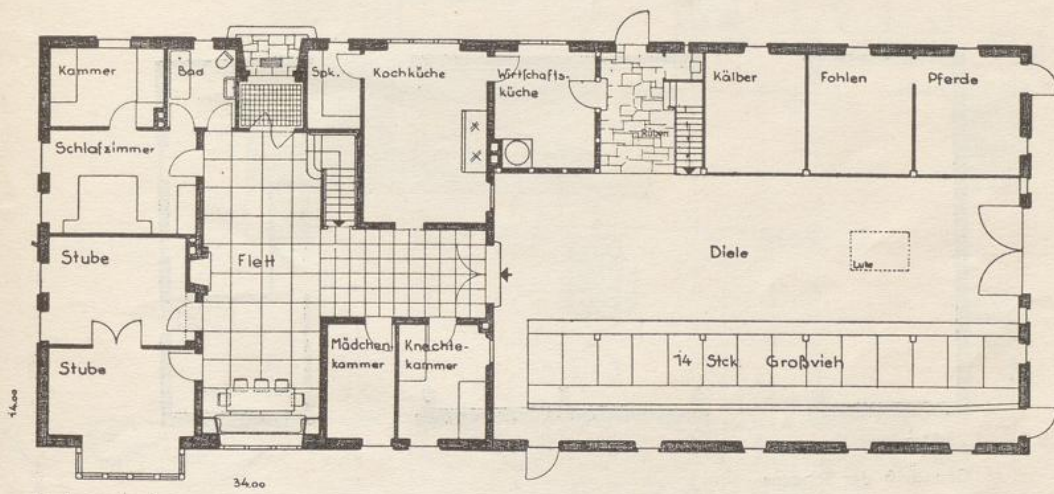 Kammer
Bad
Spk.
Kochküche
Wirtschafts-
küche
Rüben
Kälber
Fohlen
Pferde
Schlafzimmer
Stube
Flett
Diele
Luke
Stube
Mädchen-
kammer
Knechte-
kammer
14 Stck. Großvieh
14.00
34.00